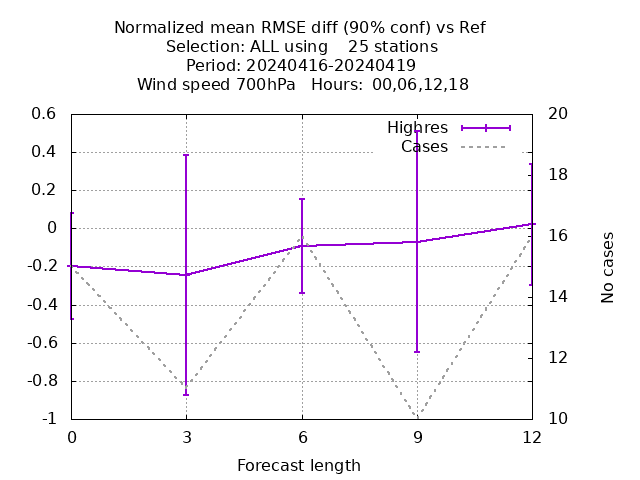 Normalized mean RMSE diff (90% conf) vs Ref
Selection: ALL using    25 stations
Period: 20240416-20240419
Wind speed 700hPa   Hours:  00,06,12,18
Highres
Cases
0.6
0.4
0.2
0
-0.2
-0.4
-0.6
-0.8
-1
20
18
16
14
12
10
No cases
0 3 6 9 12
Forecast length